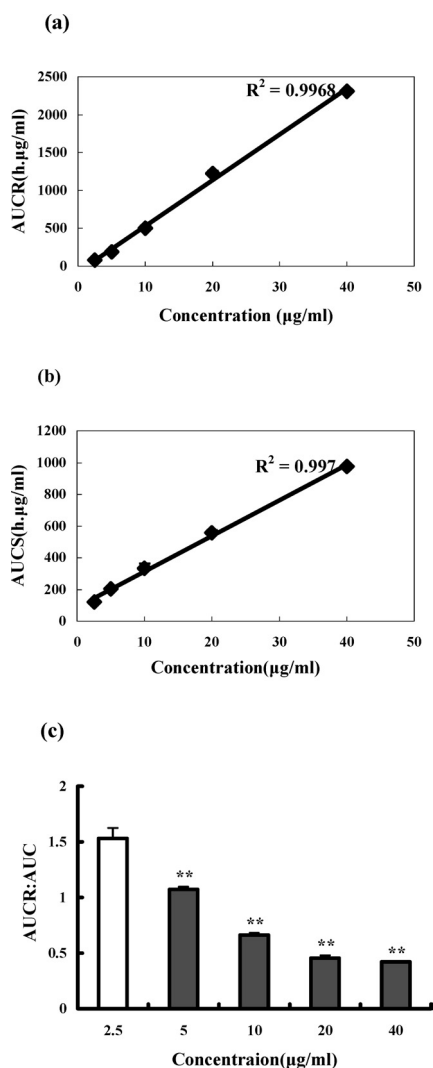 (a)
R² = 0.9968
AUCR(h.µg/ml)
2500
2000
1500
1000
500
0
0 10 20 30 40 50
Concentration (µg/ml)
(b)
R² = 0.997
AUCS(h.µg/ml)
1200
1000
800
600
400
200
0
0 10 20 30 40 50
Concentration(µg/ml)
(c)
AUCR:AUC
2
1.5
1
0.5
0
**
**
**
**
2.5 5 10 20 40
Concentraion(µg/ml)